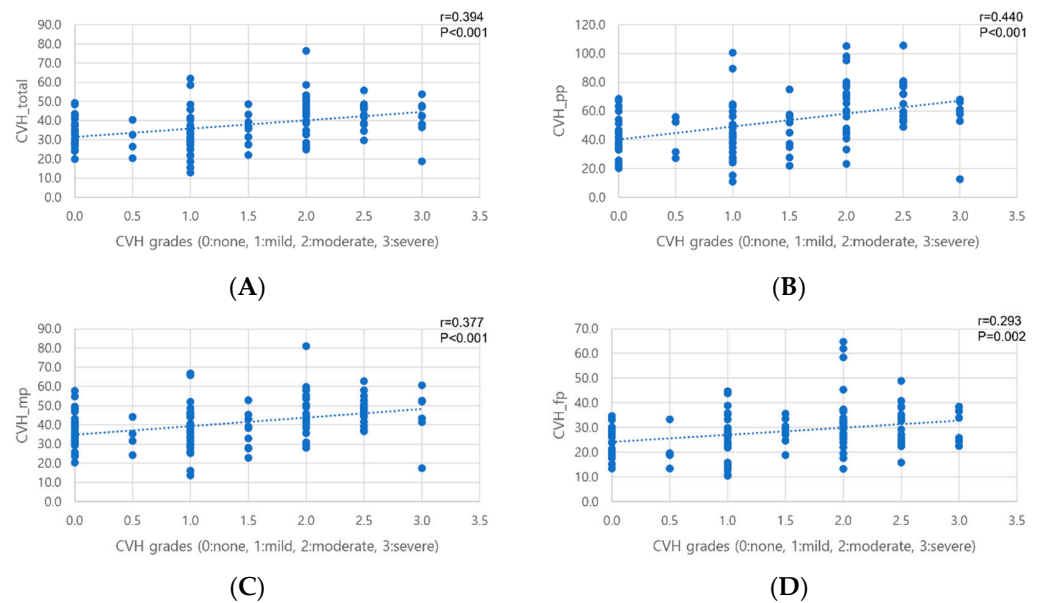 r=0.394
P<0.001
CVH_total
90.0
80.0
70.0
60.0
50.0
40.0
30.0
20.0
10.0
0.0
0.0 0.5 1.0 1.5 2.0 2.5 3.0 3.5
CVH grades (0:none, 1:mild, 2:moderate, 3:severe)
(A)
r=0.440
P<0.001
CVH_pp
120.0
100.0
80.0
60.0
40.0
20.0
0.0
0.0 0.5 1.0 1.5 2.0 2.5 3.0 3.5
CVH grades (0:none, 1:mild, 2:moderate, 3:severe)
(B)
r=0.377
P<0.001
CVH_mp
90.0
80.0
70.0
60.0
50.0
40.0
30.0
20.0
10.0
0.0
0.0 0.5 1.0 1.5 2.0 2.5 3.0 3.5
CVH grades (0:none, 1:mild, 2:moderate, 3:severe)
(C)
r=0.293
P=0.002
CVH_fp
70.0
60.0
50.0
40.0
30.0
20.0
10.0
0.0
0.0 0.5 1.0 1.5 2.0 2.5 3.0 3.5
CVH grades (0:none, 1:mild, 2:moderate, 3:severe)
(D)